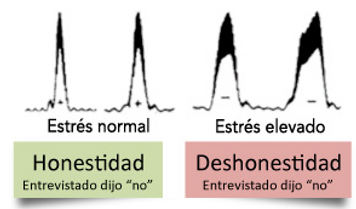 Estrés normal
Estrés elevado
Honestidad
Entrevistado dijo “no”
Deshonestidad
Entrevistado dijo “no”